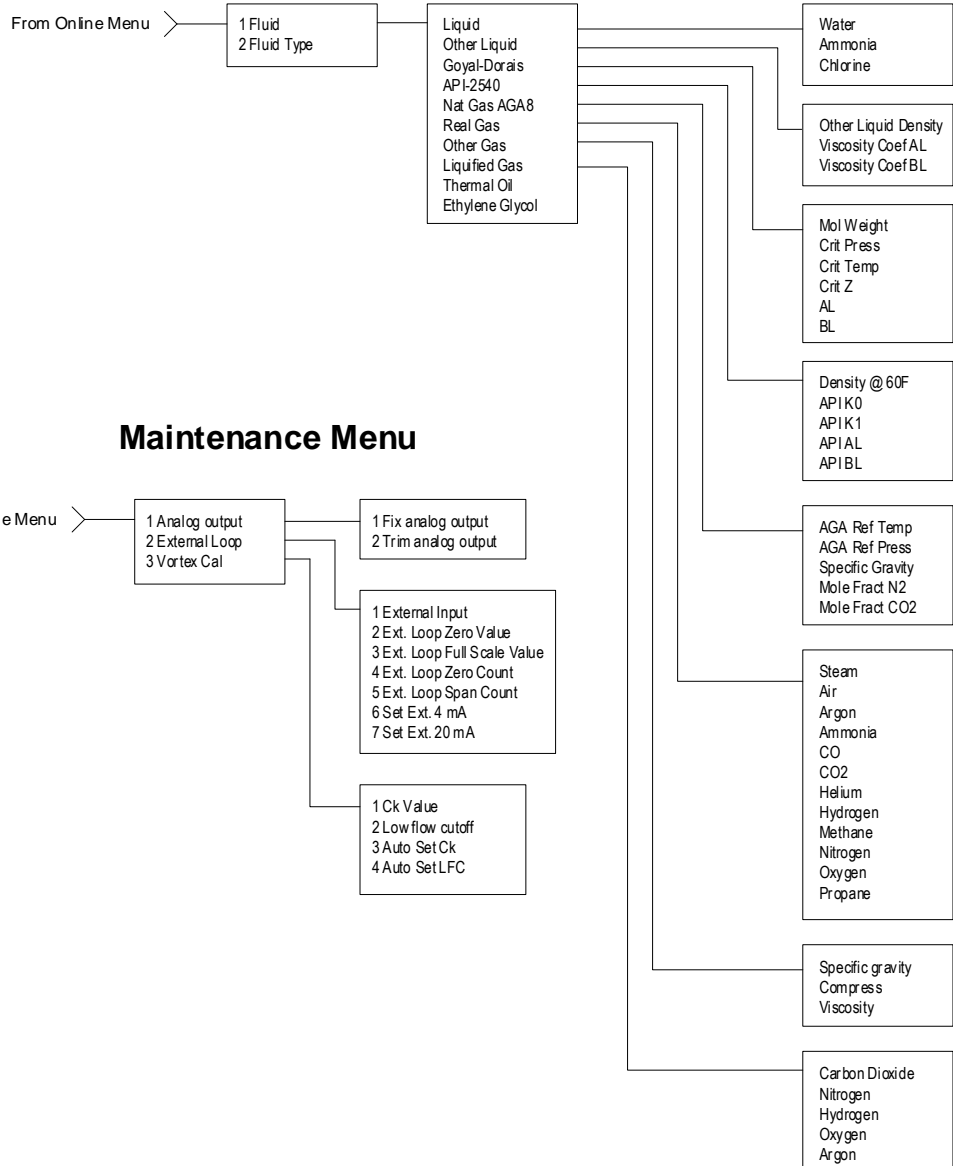 From Online Menu
1 Fluid
2 Fluid Type
Liquid
Other Liquid
Goyal-Dorais
API-2540
Nat Gas AGA8
Real Gas
Other Gas
Liquified Gas
Thermal Oil
Ethylene Glycol
Water
Ammonia
Chlorine
Other Liquid Density
Viscosity Coef AL
Viscosity Coef BL
Mol Weight
Crit Press
Crit Temp
Crit Z
AL
BL
Density @ 60F
API K0
API K1
API AL
API BL
AGA Ref Temp
AGA Ref Press
Specific Gravity
Mole Fract N2
Mole Fract CO2
Steam
Air
Argon
Ammonia
CO
CO2
Helium
Hydrogen
Methane
Nitrogen
Oxygen
Propane
Specific gravity
Compress
Viscosity
Carbon Dioxide
Nitrogen
Hydrogen
Oxygen
Argon
Maintenance Menu
e Menu
1 Analog output
2 External Loop
3 Vortex Cal
1 Fix analog output
2 Trim analog output
1 External Input
2 Ext. Loop Zero Value
3 Ext. Loop Full Scale Value
4 Ext. Loop Zero Count
5 Ext. Loop Span Count
6 Set Ext. 4 mA
7 Set Ext. 20 mA
1 Ck Value
2 Low flow cutoff
3 Auto Set Ck
4 Auto Set LFC